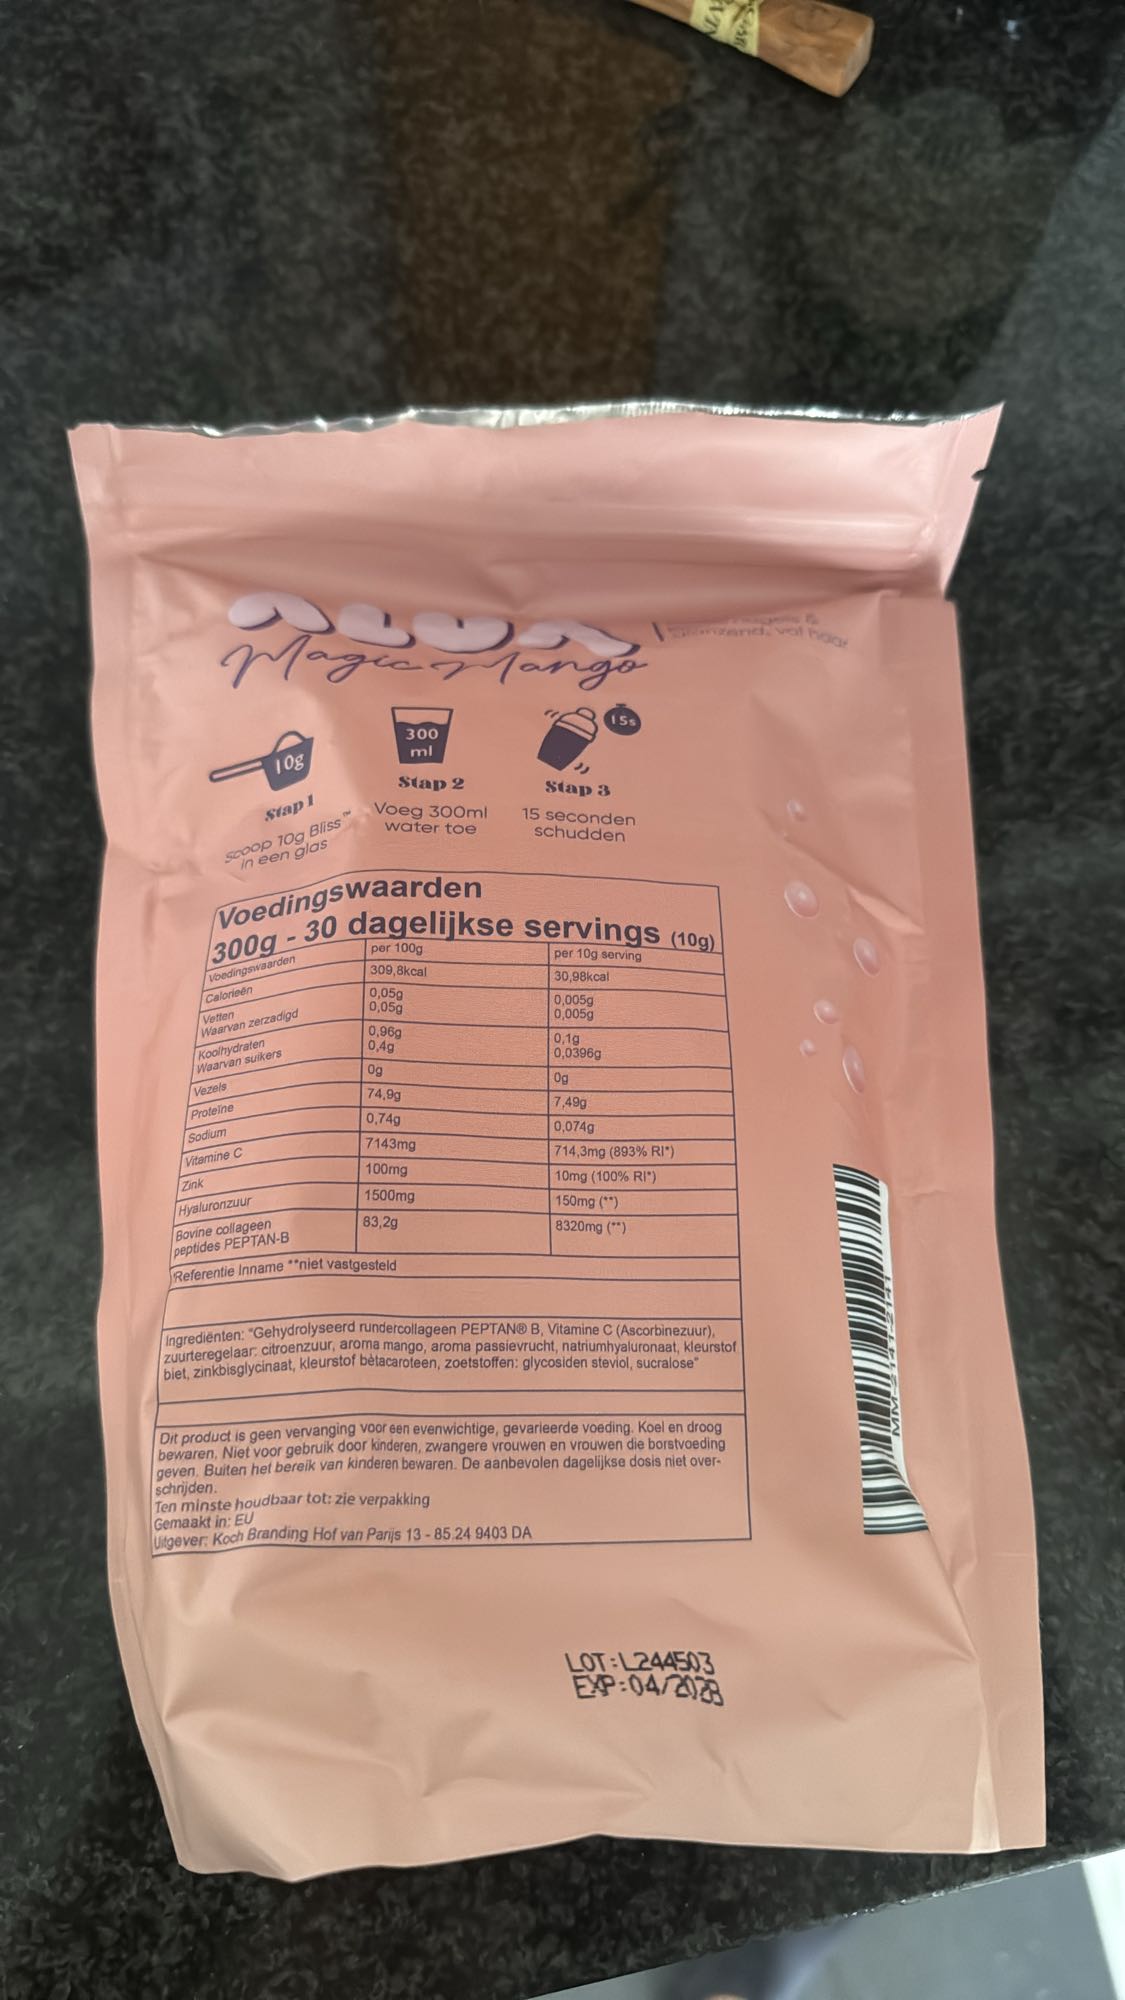 ALUA
Magic Mango
Glanzend, vol haar
10g
300
ml
15s
Stap 1
Scoop 10g Bliss™
in een glas
Stap 2
Voeg 300ml
water toe
Stap 3
15 seconden
schudden
Voedingswaarden
300g - 30 dagelijkse servings (10g)
Voedingswaarden per 100g per 10g serving
Calorieën 309,8kcal 30,98kcal
Vetten 0,05g 0,005g
Waarvan zerzadigd 0,05g 0,005g
Koolhydraten 0,96g 0,1g
Waarvan suikers 0,4g 0,0396g
Vezels 0g 0g
Proteïne 74,9g 7,49g
Sodium 0,74g 0,074g
Vitamine C 7143mg 714,3mg (893% RI*)
Zink 100mg 10mg (100% RI*)
Hyaluronzuur 1500mg 150mg (**)
Bovine collageen
peptides PEPTAN-B 83,2g 8320mg (**)
*Referentie Inname **niet vastgesteld
Ingrediënten: "Gehydrolyseerd rundercollageen PEPTAN® B, Vitamine C (Ascorbinezuur),
zuurteregelaar: citroenzuur, aroma mango, aroma passievrucht, natriumhyaluronaat, kleurstof
biet, zinkbisglycinaat, kleurstof bètacaroteen, zoetstoffen: glycosiden steviol, sucralose"
Dit product is geen vervanging voor een evenwichtige, gevarieerde voeding. Koel en droog
bewaren. Niet voor gebruik door kinderen, zwangere vrouwen en vrouwen die borstvoeding
geven. Buiten het bereik van kinderen bewaren. De aanbevolen dagelijkse dosis niet over-
schrijden.
Ten minste houdbaar tot: zie verpakking
Gemaakt in: EU
Uitgever: Koch Branding Hof van Parijs 13 - 85.24 9403 DA
MM-2141-2141
LOT:L244503
EXP:04/2028